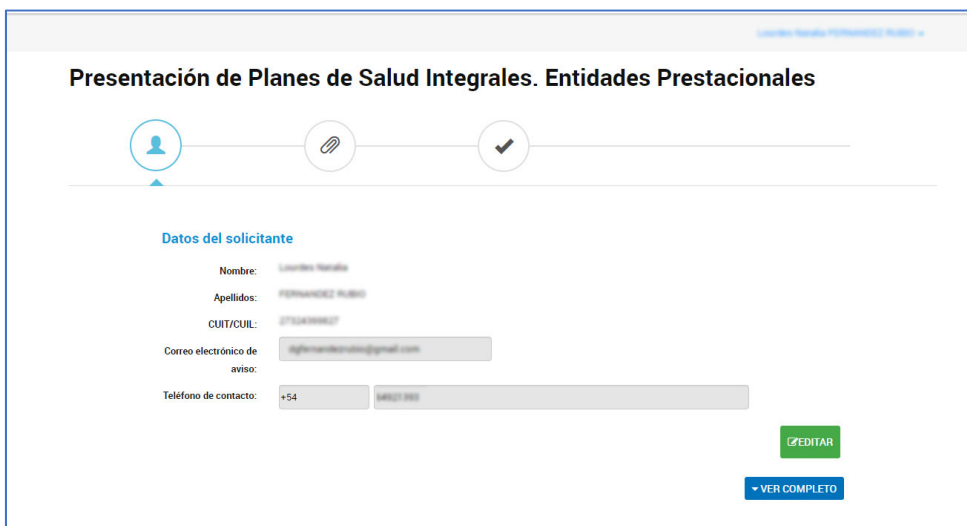 Presentación de Planes de Salud Integrales. Entidades Prestacionales
Datos del solicitante
Nombre:
Apellidos:
CUIT/CUIL:
Correo electrónico de
aviso:
Teléfono de contacto: +54
EDITAR
VER COMPLETO